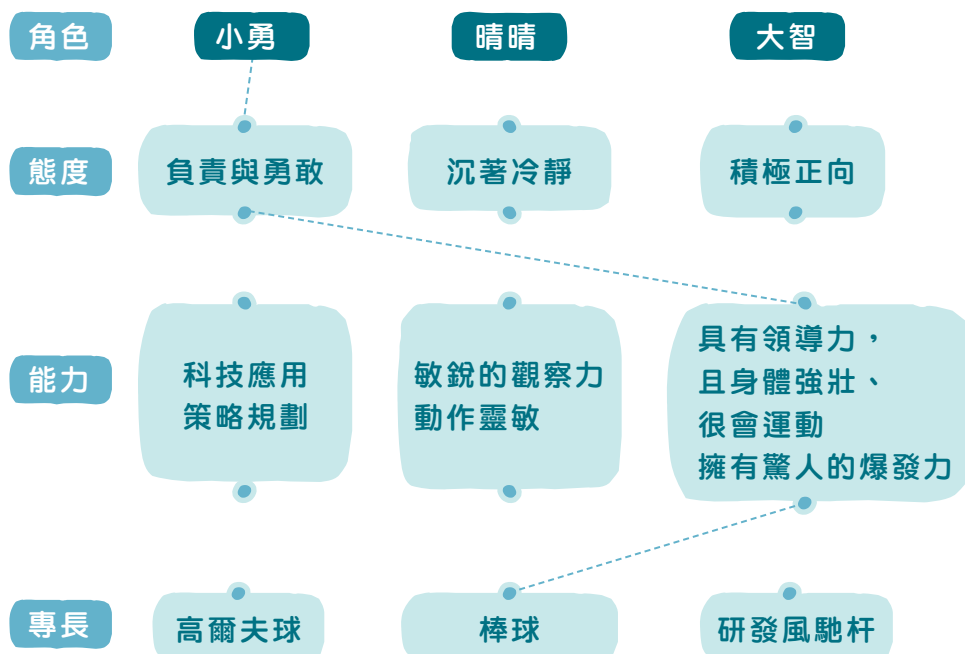 角色
小勇
晴晴
大智
態度
負責與勇敢
沉著冷靜
積極正向
能力
科技應用
策略規劃
敏銳的觀察力
動作靈敏
具有領導力，
且身體強壯、
很會運動
擁有驚人的爆發力
專長
高爾夫球
棒球
研發風馳杆